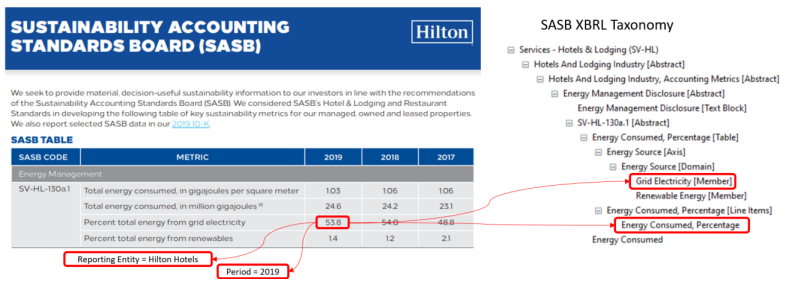 SUSTAINABILITY ACCOUNTING
STANDARDS BOARD (SASB)
Hilton
We seek to provide material, decision-useful sustainability information to our investors in line with the recommendations
of the Sustainability Accounting Standards Board (SASB). We considered SASB's Hotel & Lodging and Restaurant
Standards in developing the following table of key sustainability metrics for our managed, owned and leased properties.
We also report selected SASB data in our 2019 10-K.
SASB TABLE
SASB CODE METRIC 2019 2018 2017
Energy Management
SV-HL-130a.1 Total energy consumed, in gigajoules per square meter 1.03 1.06 1.06
Total energy consumed, in million gigajoules 24.6 24.2 23.1
Percent total energy from grid electricity 53.8 54.0 48.8
Percent total energy from renewables 1.4 1.2 2.1
Reporting Entity = Hilton Hotels
Period = 2019
SASB XBRL Taxonomy
Services - Hotels & Lodging (SV-HL)
Hotels And Lodging Industry [Abstract]
Hotels And Lodging Industry, Accounting Metrics [Abstract]
Energy Management Disclosure [Abstract]
Energy Management Disclosure [Text Block]
SV-HL-130a.1 [Abstract]
Energy Consumed, Percentage [Table]
Energy Source [Axis]
Energy Source [Domain]
Grid Electricity [Member]
Renewable Energy [Member]
Energy Consumed, Percentage [Line Items]
Energy Consumed, Percentage
Energy Consumed